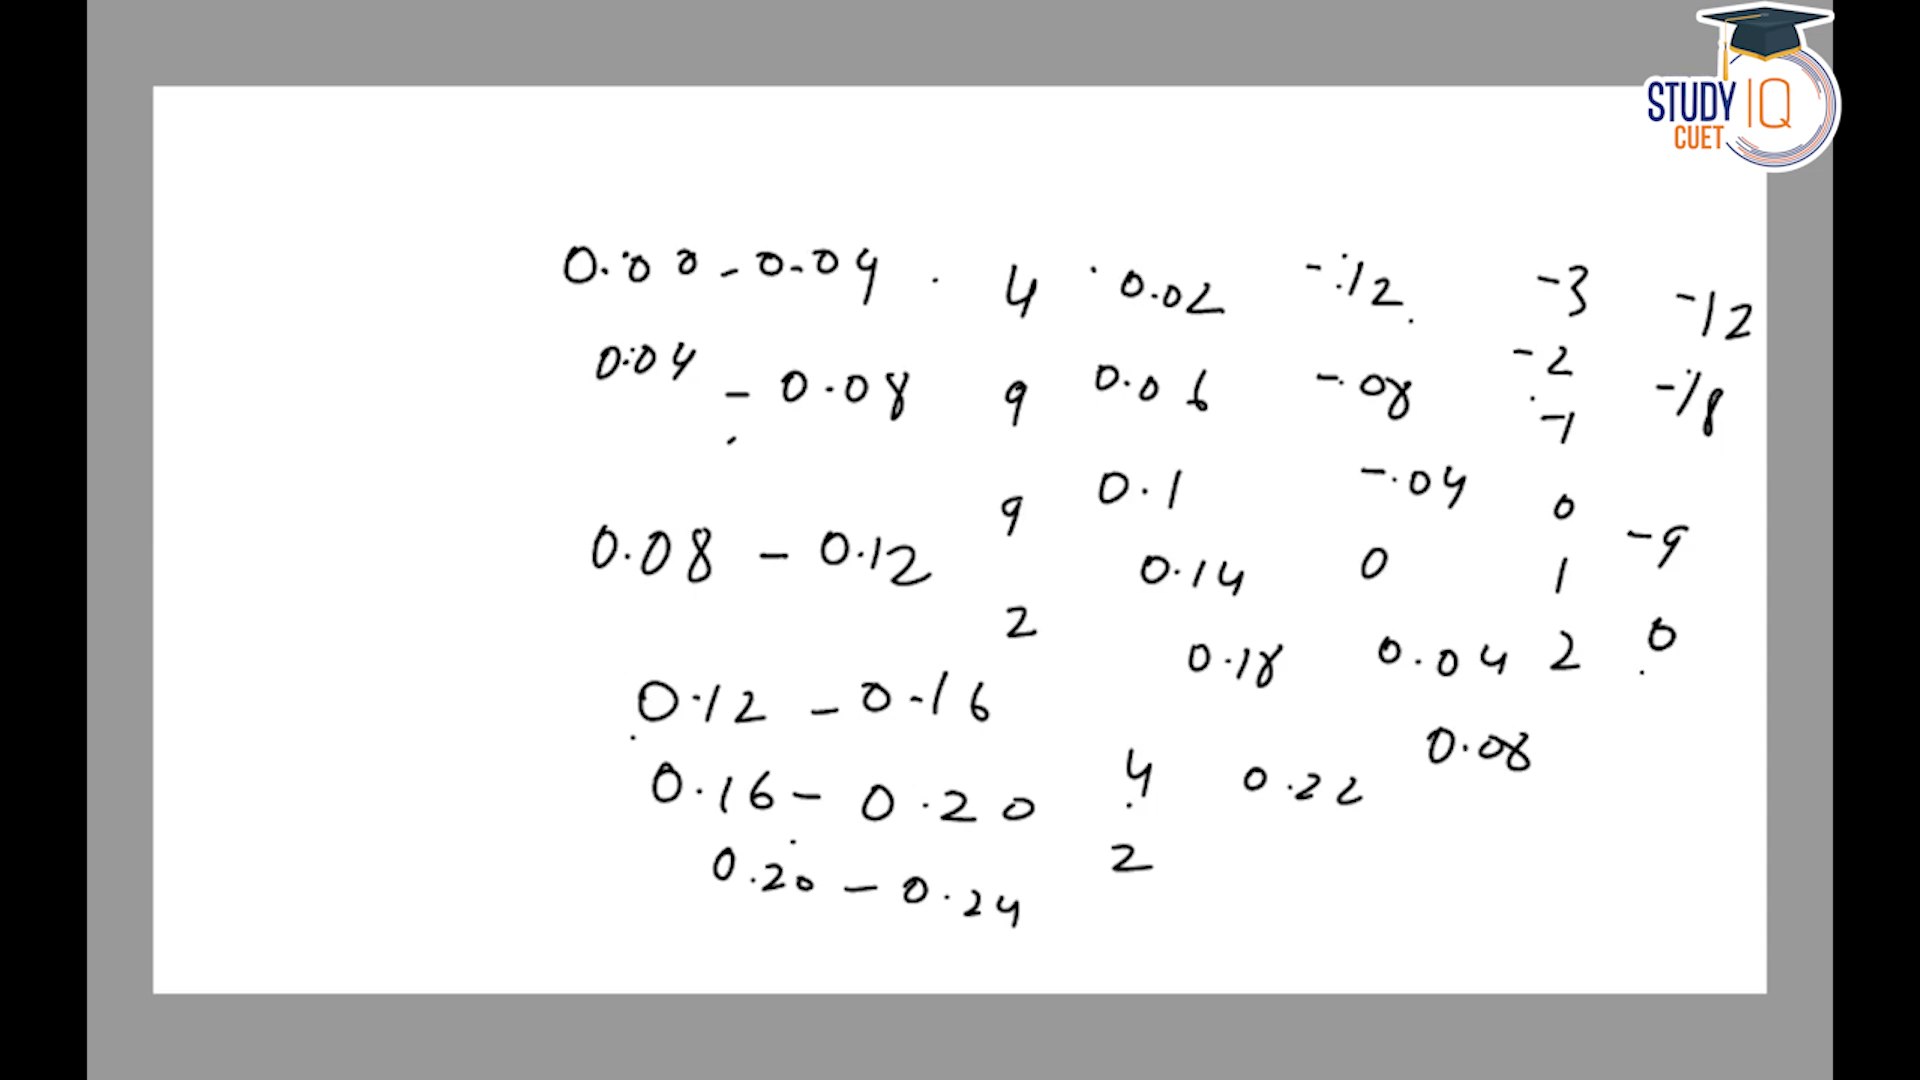 STUDY IQ
CUET
0.00 - 0.04 4 0.02 -.12 -3 -12
0.04 - 0.08 9 0.06 -.08 -2 -18
-1
0.08 - 0.12 9 0.1 -.04 0 -9
2 0.14 0 1 0
0.12 - 0.16 0.18 0.04 2
0.16 - 0.20 4 0.22 0.08
0.20 - 0.24 2